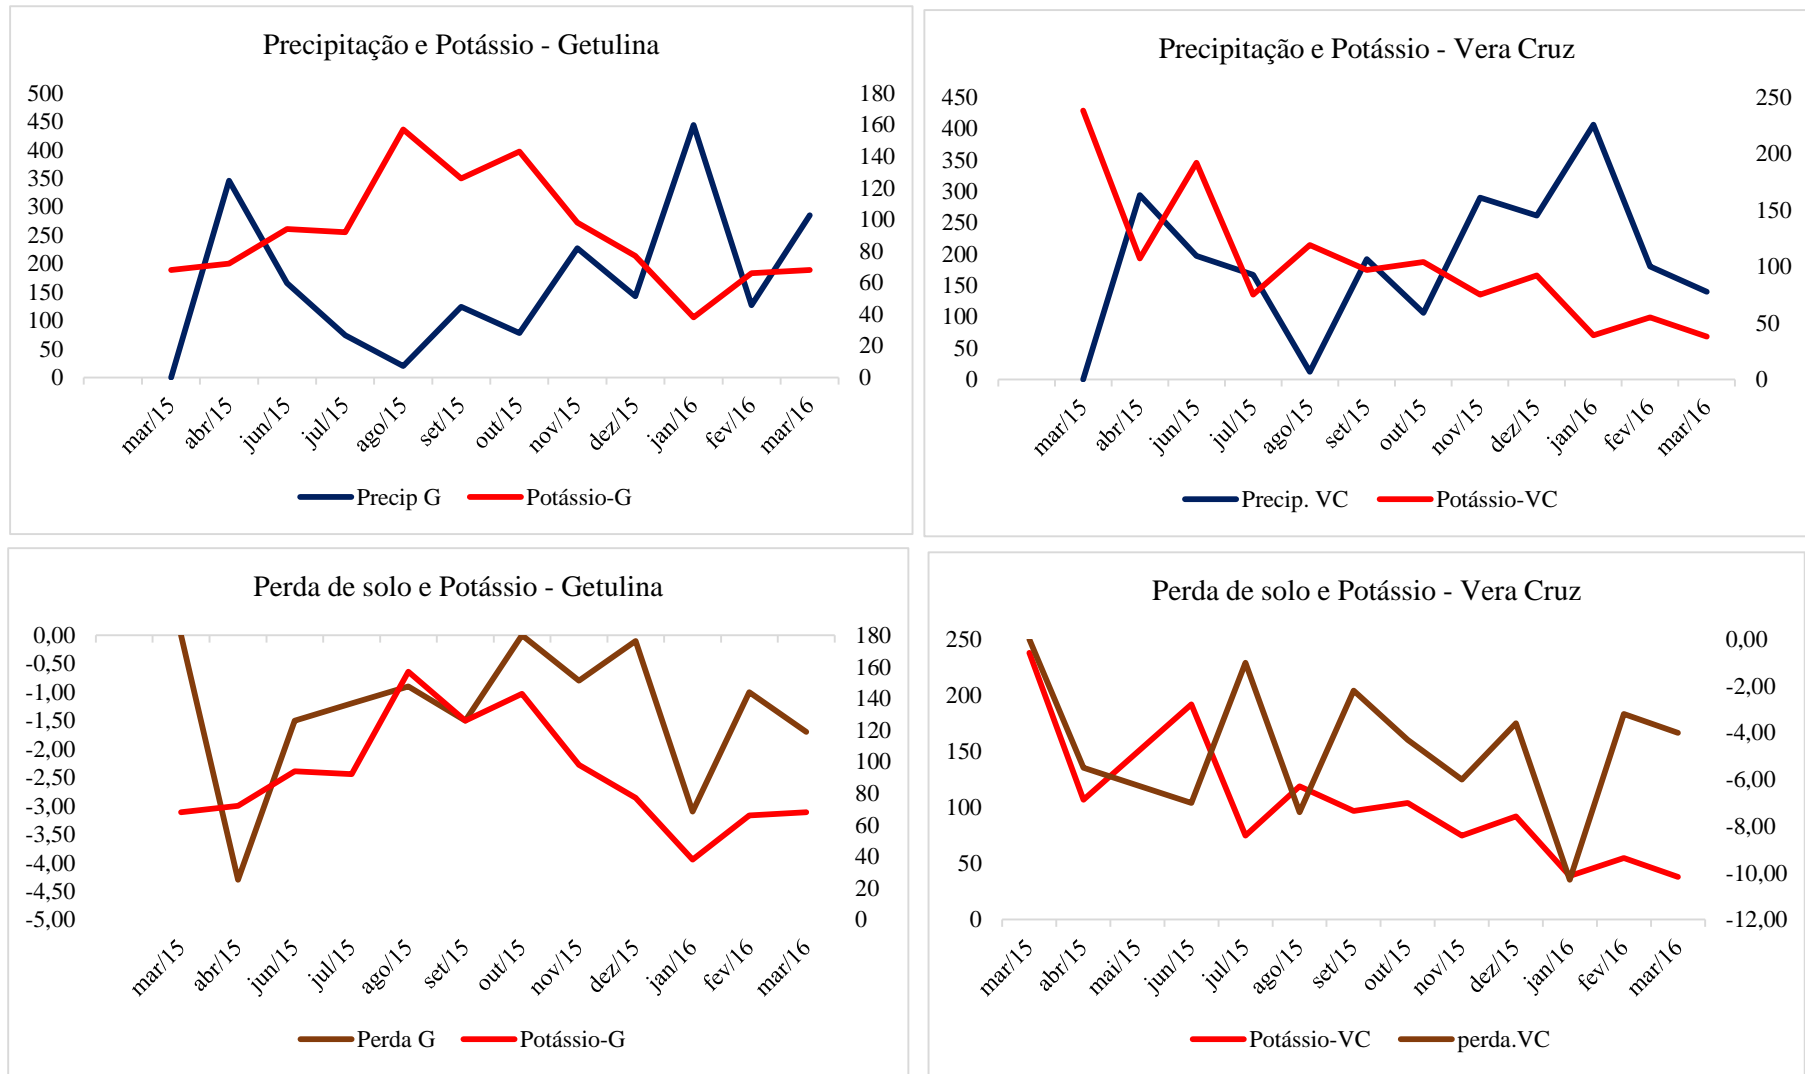 Precipitação e Potássio - Getulina
500
450
400
350
300
250
200
150
100
50
0
180
160
140
120
100
80
60
40
20
0
mar/15
abr/15
jun/15
jul/15
ago/15
set/15
out/15
nov/15
dez/15
jan/16
fev/16
mar/16
Precip G
Potássio-G
Precipitação e Potássio - Vera Cruz
450
400
350
300
250
200
150
100
50
0
250
200
150
100
50
0
mar/15
abr/15
jun/15
jul/15
ago/15
set/15
out/15
nov/15
dez/15
jan/16
fev/16
mar/16
Precip. VC
Potássio-VC
Perda de solo e Potássio - Getulina
0,00
-0,50
-1,00
-1,50
-2,00
-2,50
-3,00
-3,50
-4,00
-4,50
-5,00
180
160
140
120
100
80
60
40
20
0
mar/15
abr/15
jun/15
jul/15
ago/15
set/15
out/15
nov/15
dez/15
jan/16
fev/16
mar/16
Perda G
Potássio-G
Perda de solo e Potássio - Vera Cruz
250
200
150
100
50
0
0,00
-2,00
-4,00
-6,00
-8,00
-10,00
-12,00
mar/15
abr/15
mai/15
jun/15
jul/15
ago/15
set/15
out/15
nov/15
dez/15
jan/16
fev/16
mar/16
Potássio-VC
perda.VC